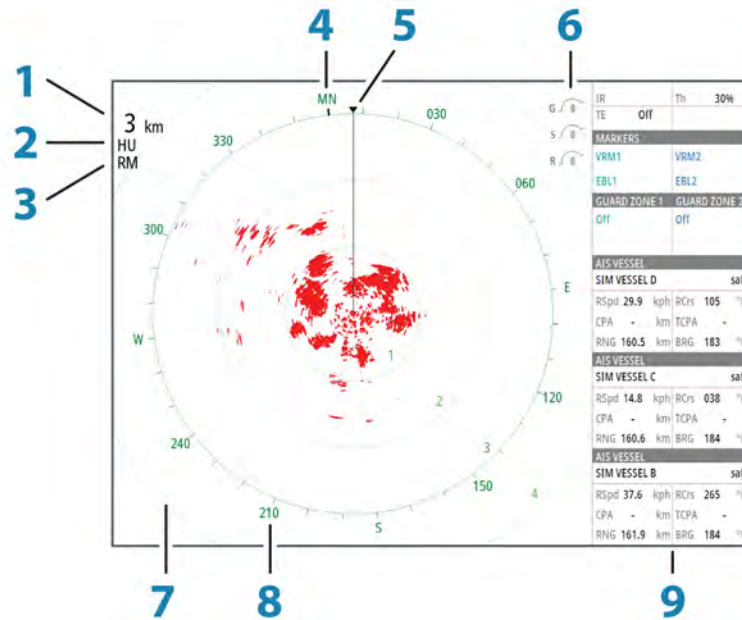 4 5 6
1
2
3
3 km
HU
RM
MN
030
060
E
120
150
S
210
240
W
300
330
1
2
3
4
G 0
S 0
R 0
IR Th 30%
TE Off
MARKERS
VRM1 VRM2
EBL1 EBL2
GUARD ZONE 1 GUARD ZONE 2
Off Off
AIS VESSEL
SIM VESSEL D
RSpd 29.9 kph RCrs 105
CPA - km TCPA -
RNG 160.5 km BRG 183
AIS VESSEL
SIM VESSEL C
RSpd 14.8 kph RCrs 038
CPA - km TCPA -
RNG 160.6 km BRG 184
AIS VESSEL
SIM VESSEL B
RSpd 37.6 kph RCrs 265
CPA - km TCPA -
RNG 161.9 km BRG 184
7 8 9